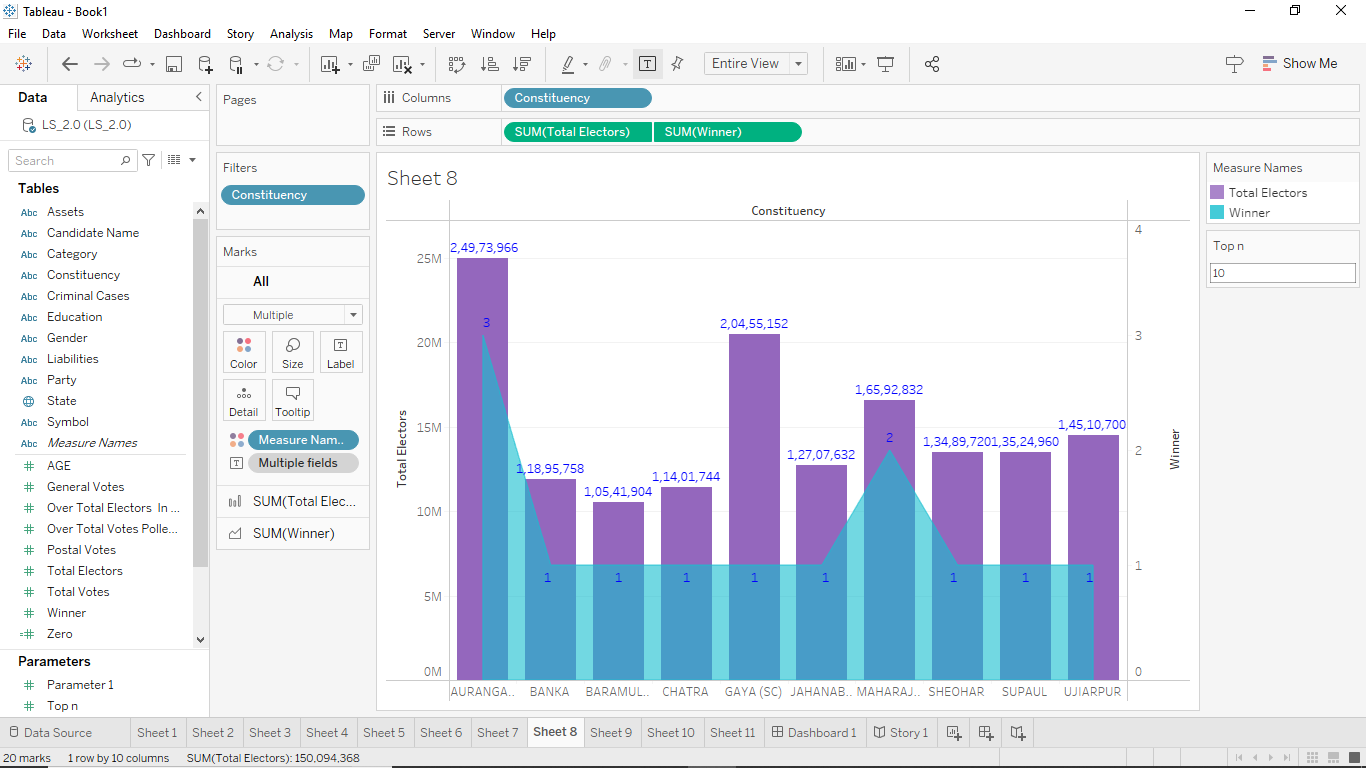 Tableau - Book1
File Data Worksheet Dashboard Story Analysis Map Format Server Window Help
Entire View
Show Me
Data Analytics
LS_2.0 (LS_2.0)
Search
Tables
Abc Assets
Abc Candidate Name
Abc Category
Abc Constituency
Abc Criminal Cases
Abc Education
Abc Gender
Abc Liabilities
Abc Party
State
Abc Symbol
Abc Measure Names
AGE
General Votes
Over Total Electors In ...
Over Total Votes Polle...
Postal Votes
Total Electors
Total Votes
Winner
Zero
Parameters
Parameter 1
Top n
Pages
Filters
Constituency
Marks
All
Multiple
Color Size Label
Detail Tooltip
Measure Nam..
Multiple fields
SUM(Total Elec...
SUM(Winner)
Columns Constituency
Rows SUM(Total Electors) SUM(Winner)
Sheet 8
Constituency
Total Electors
25M
20M
15M
10M
5M
0M
2,49,73,966
1,18,95,758
1,05,41,904
1,14,01,744
2,04,55,152
1,27,07,632
1,65,92,832
1,34,89,720
1,35,24,960
1,45,10,700
3 1 1 1 1 1 2 1 1 1
4
3
2
1
0
Winner
AURANGA.. BANKA BARAMUL.. CHATRA GAYA (SC) JAHANAB.. MAHARAJ.. SHEOHAR SUPAUL UJIARPUR
Measure Names
Total Electors
Winner
Top n
10
Data Source Sheet 1 Sheet 2 Sheet 3 Sheet 4 Sheet 5 Sheet 6 Sheet 7 Sheet 8 Sheet 9 Sheet 10 Sheet 11 Dashboard 1 Story 1
20 marks 1 row by 10 columns SUM(Total Electors): 150,094,368